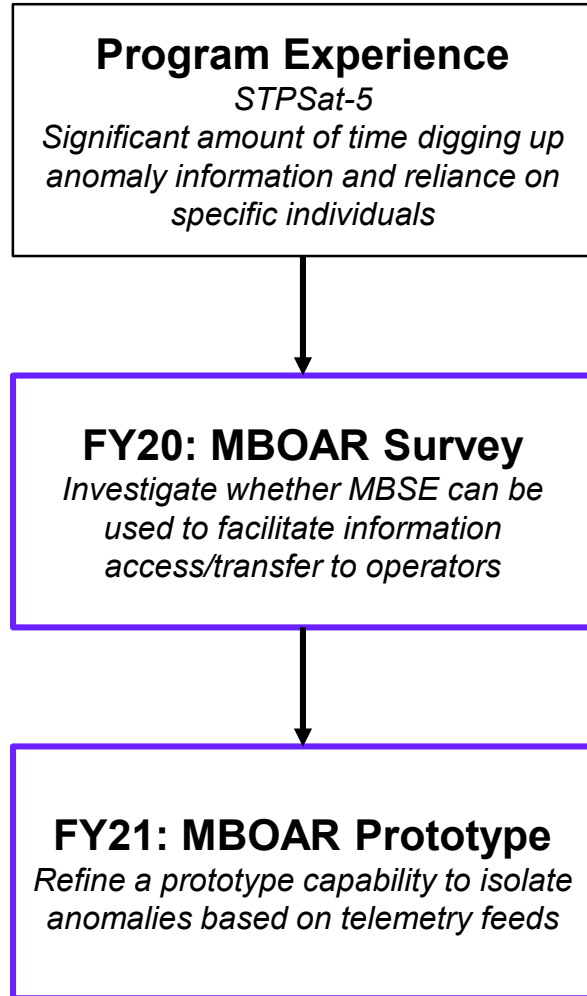 Program Experience
STPSat-5
Significant amount of time digging up
anomaly information and reliance on
specific individuals
FY20: MBOAR Survey
Investigate whether MBSE can be
used to facilitate information
access/transfer to operators
FY21: MBOAR Prototype
Refine a prototype capability to isolate
anomalies based on telemetry feeds